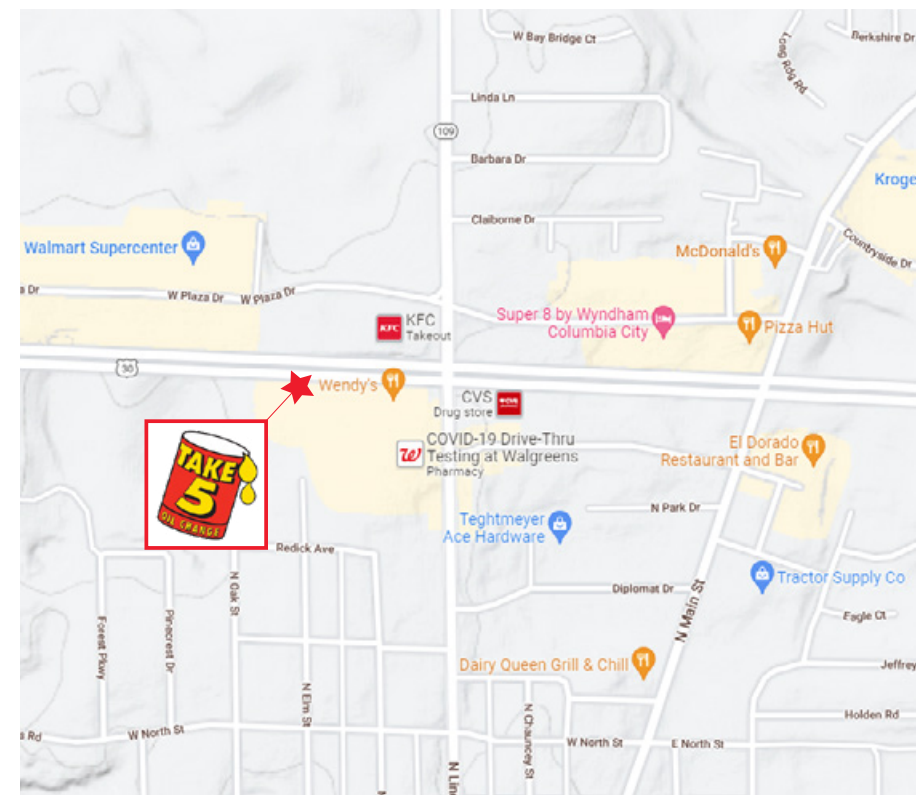 W Bay Bridge Ct
Long Rdg Rd
Berkshire Dr
Linda Ln
109
Barbara Dr
Kroge
Claiborne Dr
Countryside Dr
McDonald's
Walmart Supercenter
a Dr
W Plaza Dr
W Plaza Dr
KFC
KFC
Takeout
Super 8 by Wyndham
Columbia City
Pizza Hut
30
Wendy's
CVS
Drug store
CVS
COVID-19 Drive-Thru
Testing at Walgreens
Pharmacy
El Dorado
Restaurant and Bar
TAKE
5
OIL CHANGE
N Park Dr
Teghtmeyer
Ace Hardware
Redick Ave
Tractor Supply Co
N Oak St
Diplomat Dr
N Main St
Forest Pkwy
Pinecrest Dr
Eagle Ct
Dairy Queen Grill & Chill
Jeffrey
N Elm St
N Chauncey St
Holden Rd
s Rd
W North St
W North St
E North St
N Lin